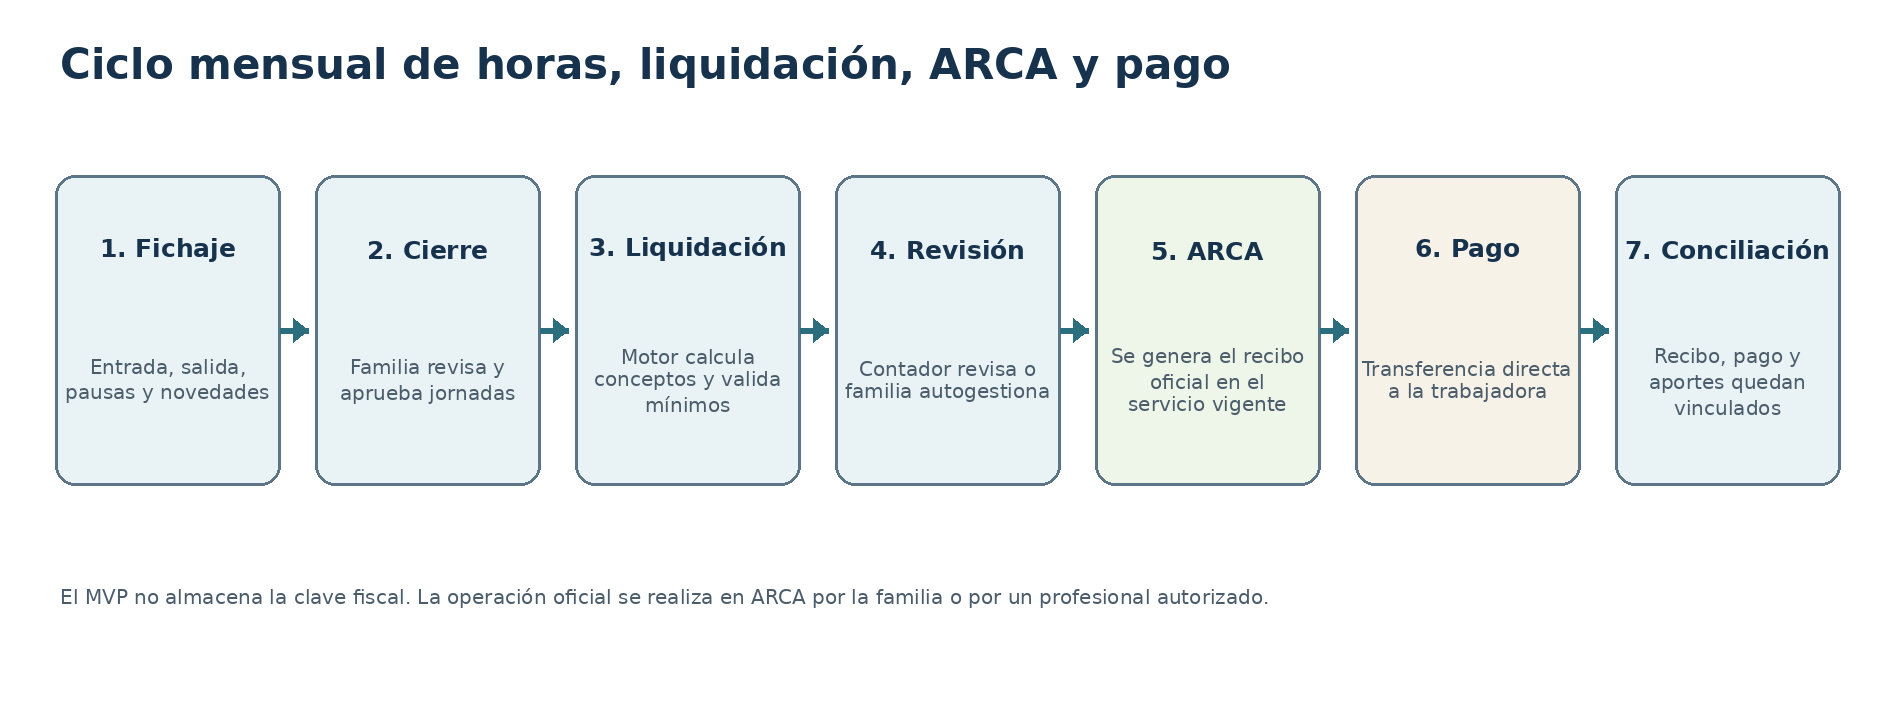 Ciclo mensual de horas, liquidación, ARCA y pago
1. Fichaje
Entrada, salida,
pausas y novedades
2. Cierre
Familia revisa y
aprueba jornadas
3. Liquidación
Motor calcula
conceptos y valida
mínimos
4. Revisión
Contador revisa o
familia autogestiona
5. ARCA
Se genera el recibo
oficial en el
servicio vigente
6. Pago
Transferencia directa
a la trabajadora
7. Conciliación
Recibo, pago y
aportes quedan
vinculados
El MVP no almacena la clave fiscal. La operación oficial se realiza en ARCA por la familia o por un profesional autorizado.